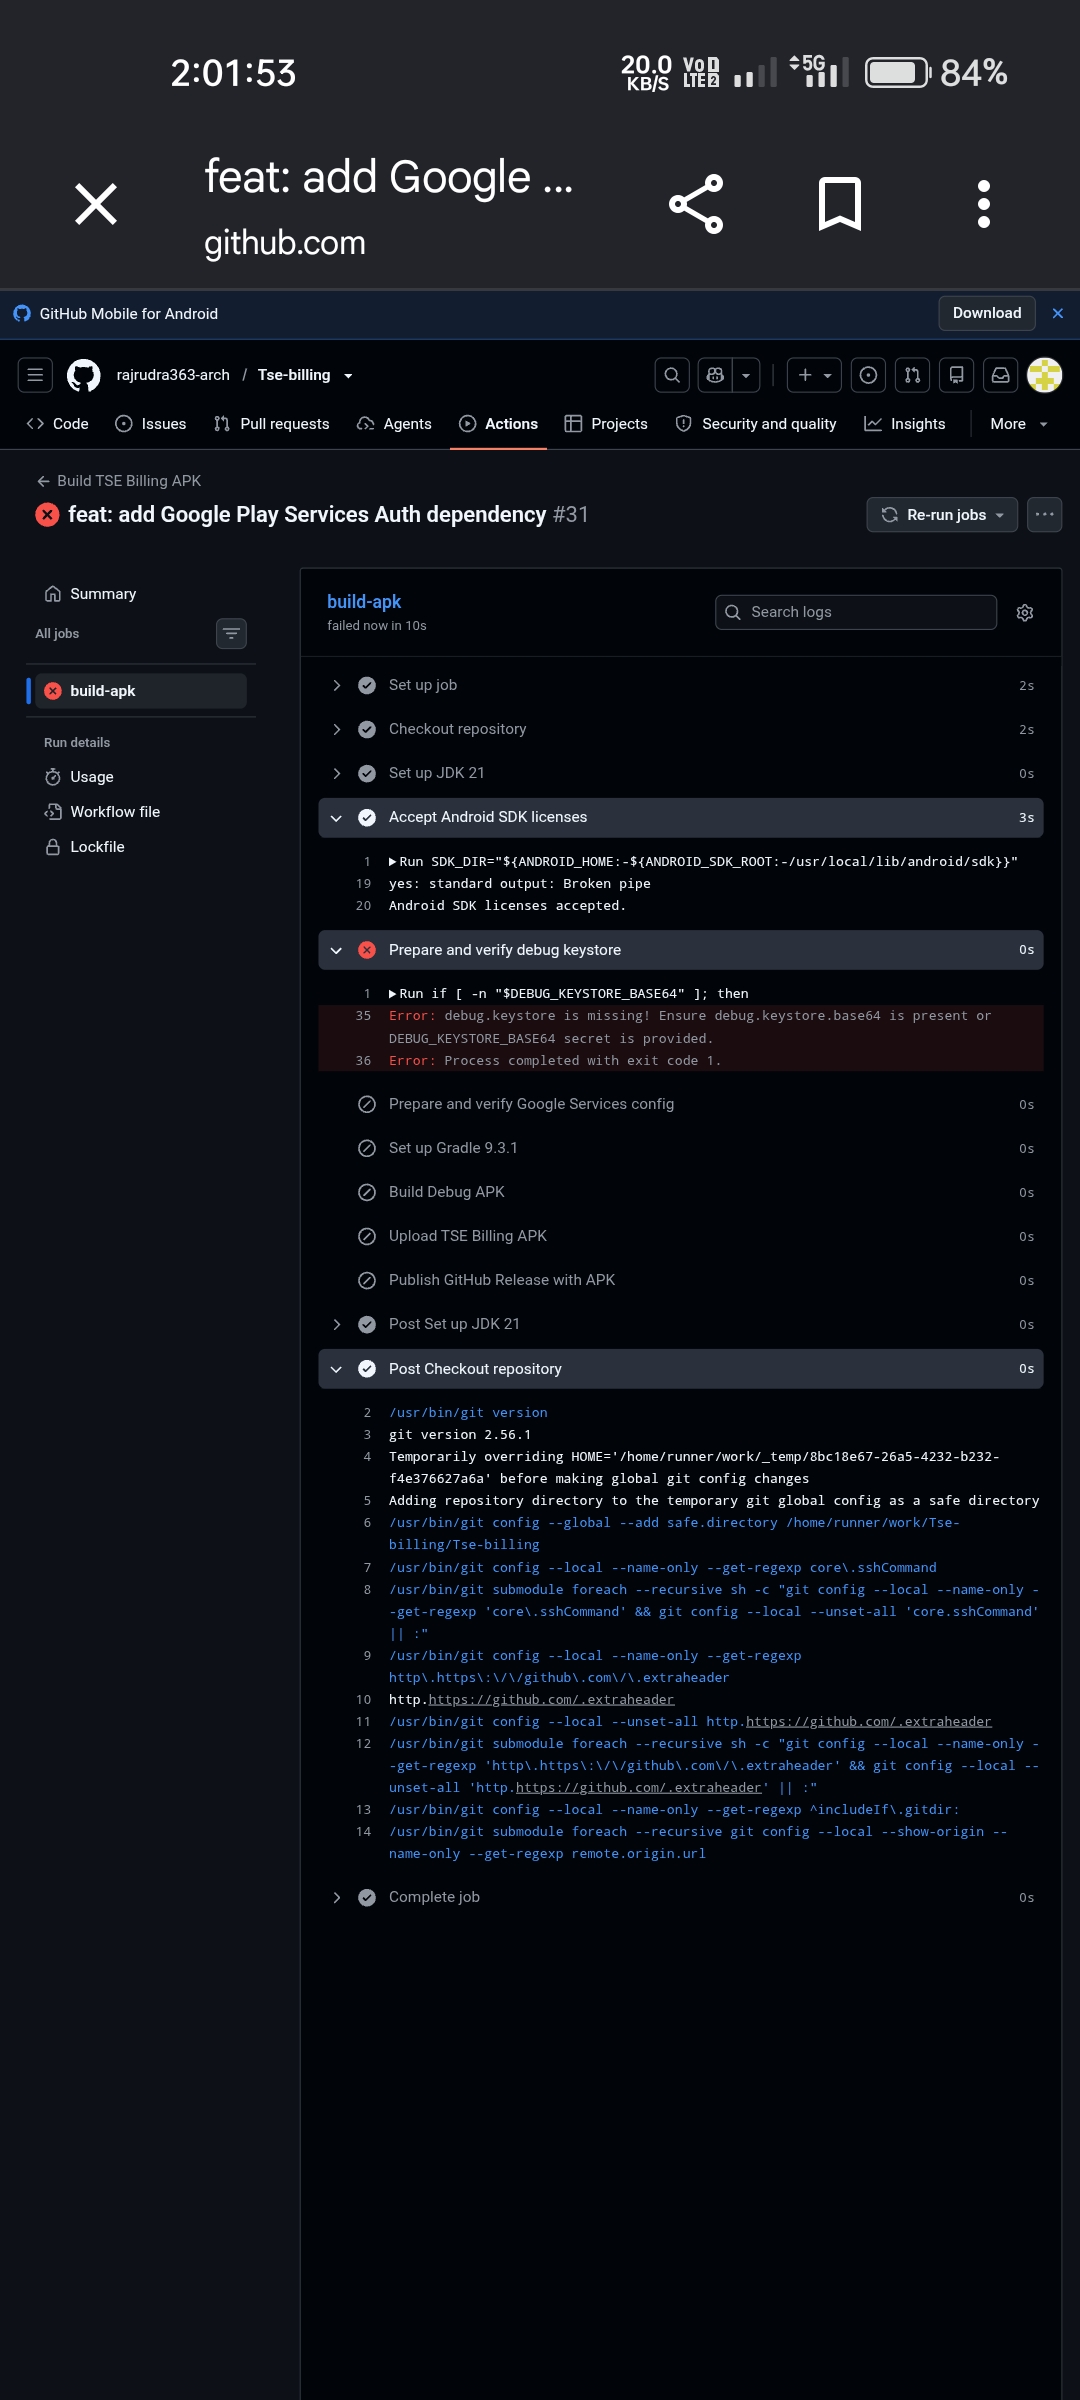 2:01:53
20.0 KB/S
Vo 1 LTE 2
5G
84%
feat: add Google ...
github.com
GitHub Mobile for Android
Download
rajrudra363-arch / Tse-billing
Code Issues Pull requests Agents Actions Projects Security and quality Insights More
Build TSE Billing APK
feat: add Google Play Services Auth dependency #31
Re-run jobs
Summary
All jobs
build-apk
Run details
Usage
Workflow file
Lockfile
build-apk
failed now in 10s
Search logs
Set up job 2s
Checkout repository 2s
Set up JDK 21 0s
Accept Android SDK licenses 3s
1 Run SDK_DIR="${ANDROID_HOME:-${ANDROID_SDK_ROOT:-/usr/local/lib/android/sdk}}"
19 yes: standard output: Broken pipe
20 Android SDK licenses accepted.
Prepare and verify debug keystore 0s
1 Run if [ -n "$DEBUG_KEYSTORE_BASE64" ]; then
35 Error: debug.keystore is missing! Ensure debug.keystore.base64 is present or
DEBUG_KEYSTORE_BASE64 secret is provided.
36 Error: Process completed with exit code 1.
Prepare and verify Google Services config 0s
Set up Gradle 9.3.1 0s
Build Debug APK 0s
Upload TSE Billing APK 0s
Publish GitHub Release with APK 0s
Post Set up JDK 21 0s
Post Checkout repository 0s
2 /usr/bin/git version
3 git version 2.56.1
4 Temporarily overriding HOME='/home/runner/work/_temp/8bc18e67-26a5-4232-b232-
f4e376627a6a' before making global git config changes
5 Adding repository directory to the temporary git global config as a safe directory
6 /usr/bin/git config --global --add safe.directory /home/runner/work/Tse-
billing/Tse-billing
7 /usr/bin/git config --local --name-only --get-regexp core\.sshCommand
8 /usr/bin/git submodule foreach --recursive sh -c "git config --local --name-only -
-get-regexp 'core\.sshCommand' && git config --local --unset-all 'core.sshCommand'
|| :"
9 /usr/bin/git config --local --name-only --get-regexp
http\.https\:\/\/github\.com\/\.extraheader
10 http.https://github.com/.extraheader
11 /usr/bin/git config --local --unset-all http.https://github.com/.extraheader
12 /usr/bin/git submodule foreach --recursive sh -c "git config --local --name-only -
-get-regexp 'http\.https\:\/\/github\.com\/\.extraheader' && git config --local --
unset-all 'http.https://github.com/.extraheader' || :"
13 /usr/bin/git config --local --name-only --get-regexp ^includeIf\.gitdir:
14 /usr/bin/git submodule foreach --recursive git config --local --show-origin --
name-only --get-regexp remote.origin.url
Complete job 0s